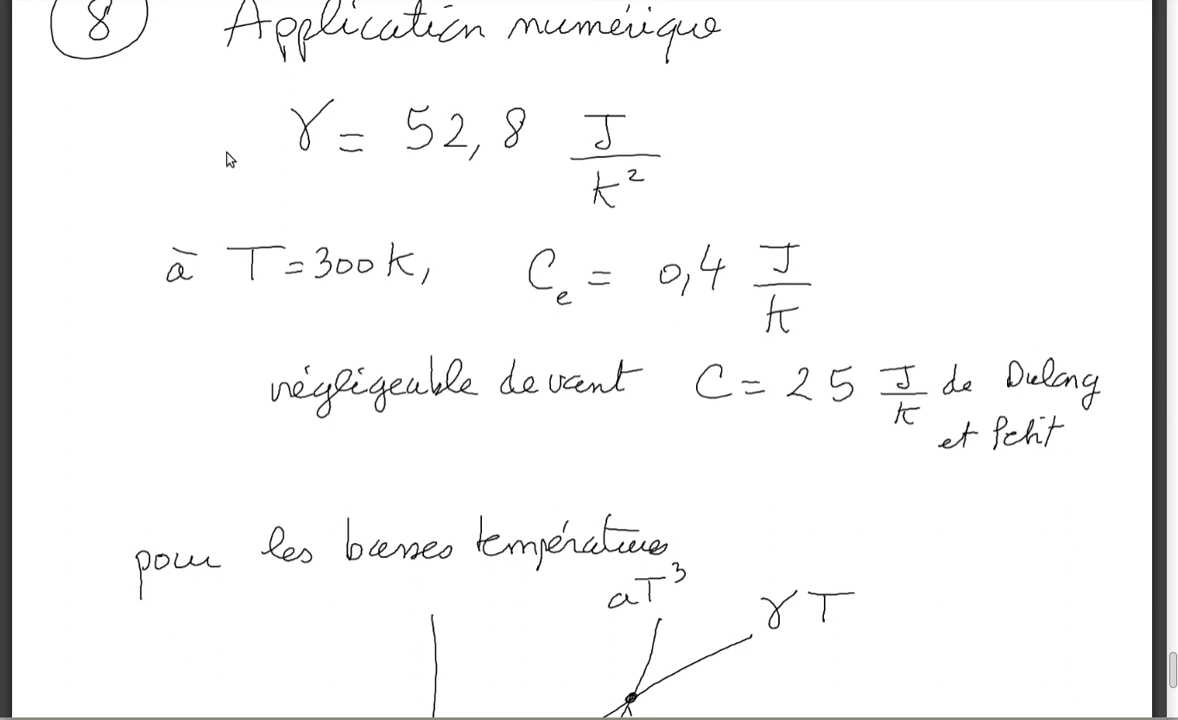 8 Application numérique
γ = 52,8 J/K²
à T = 300K, Cₑ = 0,4 J/K
négligeable devant C = 25 J/K de Dulong
et Petit
pour les basses températures
aT³
γT